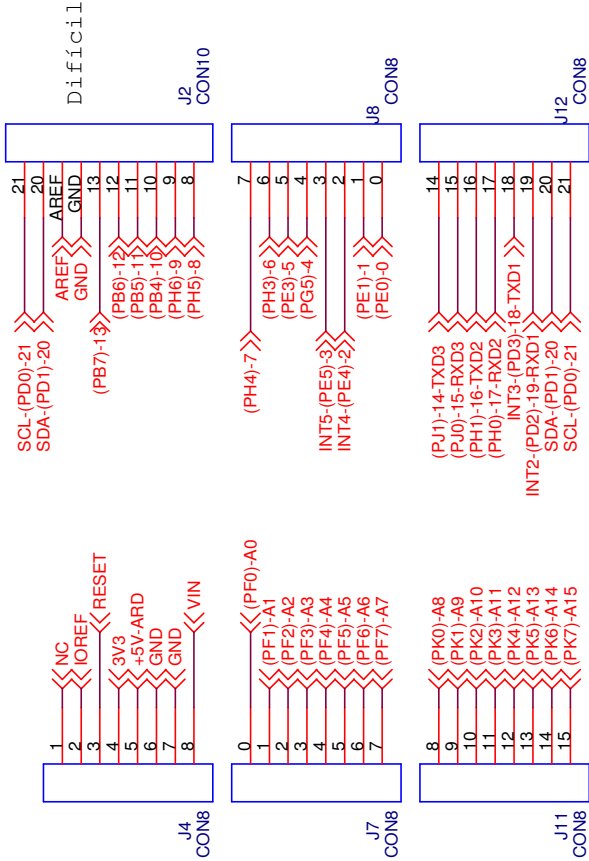 Difícil
J2
CON10
21
20
AREF
GND
13
12
11
10
9
8
SCL-(PD0)-21
SDA-(PD1)-20
AREF
GND
(PB7)-13
(PB6)-12
(PB5)-11
(PB4)-10
(PH6)-9
(PH5)-8
J8
CON8
7
6
5
4
3
2
1
0
(PH4)-7
(PH3)-6
(PE3)-5
(PG5)-4
INT5-(PE5)-3
INT4-(PE4)-2
(PE1)-1
(PE0)-0
J12
CON8
14
15
16
17
18
19
20
21
(PJ1)-14-TXD3
(PJ0)-15-RXD3
(PH1)-16-TXD2
(PH0)-17-RXD2
INT3-(PD3)-18-TXD1
INT2-(PD2)-19-RXD1
SDA-(PD1)-20
SCL-(PD0)-21
J4
CON8
1
2
3
4
5
6
7
8
NC
IOREF
RESET
3V3
+5V-ARD
GND
GND
VIN
J7
CON8
0
1
2
3
4
5
6
7
(PF0)-A0
(PF1)-A1
(PF2)-A2
(PF3)-A3
(PF4)-A4
(PF5)-A5
(PF6)-A6
(PF7)-A7
J11
CON8
8
9
10
11
12
13
14
15
(PK0)-A8
(PK1)-A9
(PK2)-A10
(PK3)-A11
(PK4)-A12
(PK5)-A13
(PK6)-A14
(PK7)-A15